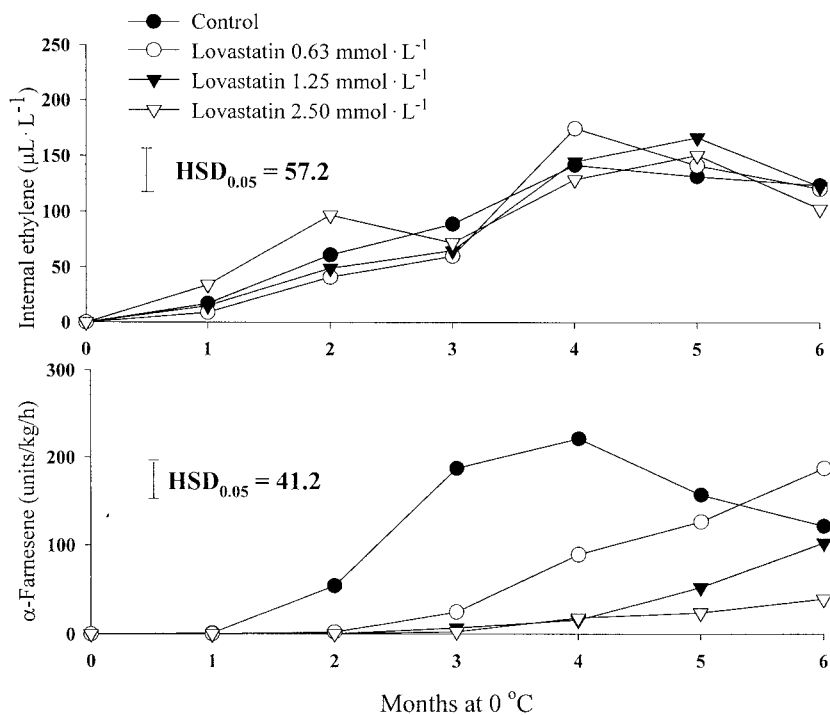 Control
Lovastatin 0.63 mmol · L⁻¹
Lovastatin 1.25 mmol · L⁻¹
Lovastatin 2.50 mmol · L⁻¹
Internal ethylene (μL · L⁻¹)
250
200
150
100
50
0
HSD0.05 = 57.2
0 1 2 3 4 5 6
α-Farnesene (units/kg/h)
300
200
100
0
HSD0.05 = 41.2
0 1 2 3 4 5 6
Months at 0 °C